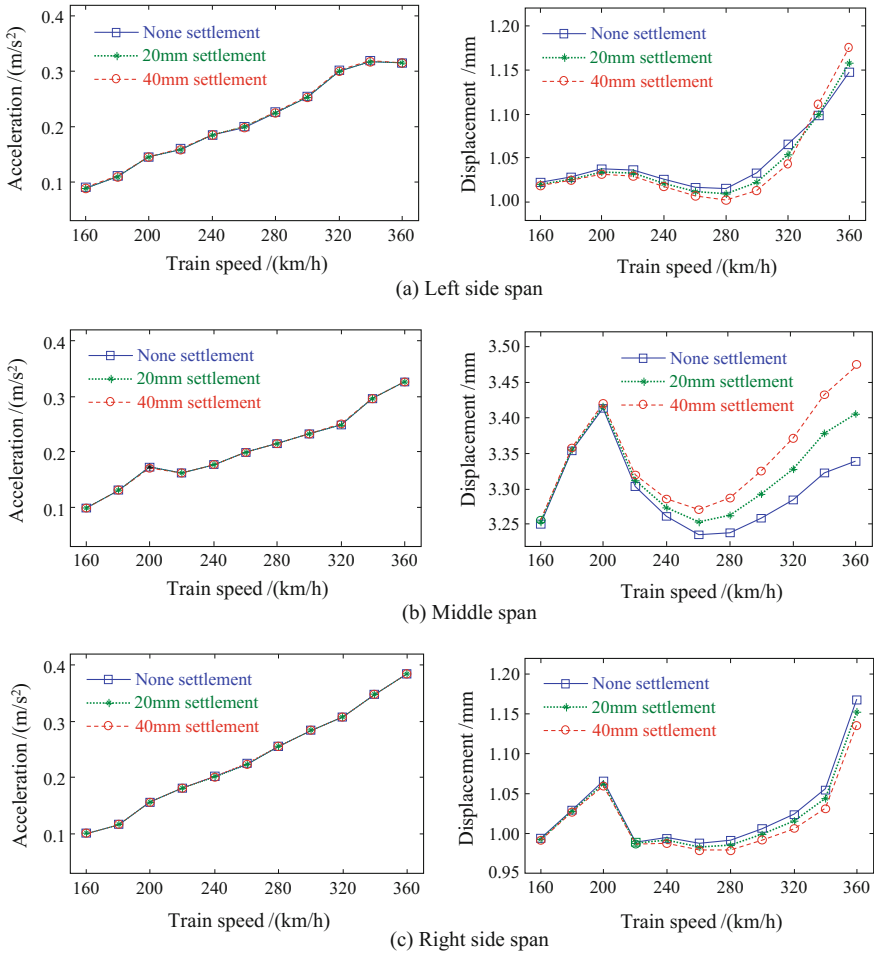 0.4
0.3
0.2
0.1
Acceleration /(m/s²)
None settlement
20mm settlement
40mm settlement
160 200 240 280 320 360
Train speed /(km/h)
1.20
1.15
1.10
1.05
1.00
Displacement /mm
None settlement
20mm settlement
40mm settlement
160 200 240 280 320 360
Train speed /(km/h)
(a) Left side span
0.4
0.3
0.2
0.1
Acceleration /(m/s²)
None settlement
20mm settlement
40mm settlement
160 200 240 280 320 360
Train speed /(km/h)
3.50
3.45
3.40
3.35
3.30
3.25
Displacement /mm
None settlement
20mm settlement
40mm settlement
160 200 240 280 320 360
Train speed /(km/h)
(b) Middle span
0.4
0.3
0.2
0.1
Acceleration /(m/s²)
None settlement
20mm settlement
40mm settlement
160 200 240 280 320 360
Train speed /(km/h)
1.20
1.15
1.10
1.05
1.00
0.95
Displacement /mm
None settlement
20mm settlement
40mm settlement
160 200 240 280 320 360
Train speed /(km/h)
(c) Right side span